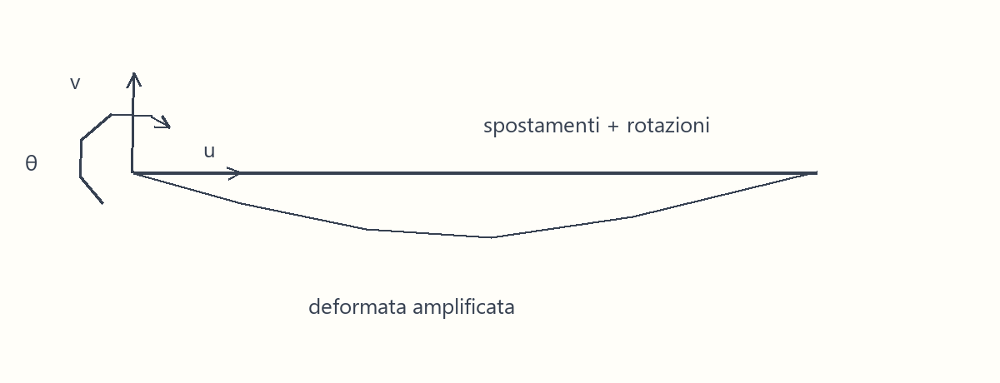 v
spostamenti + rotazioni
u
θ
deformata amplificata